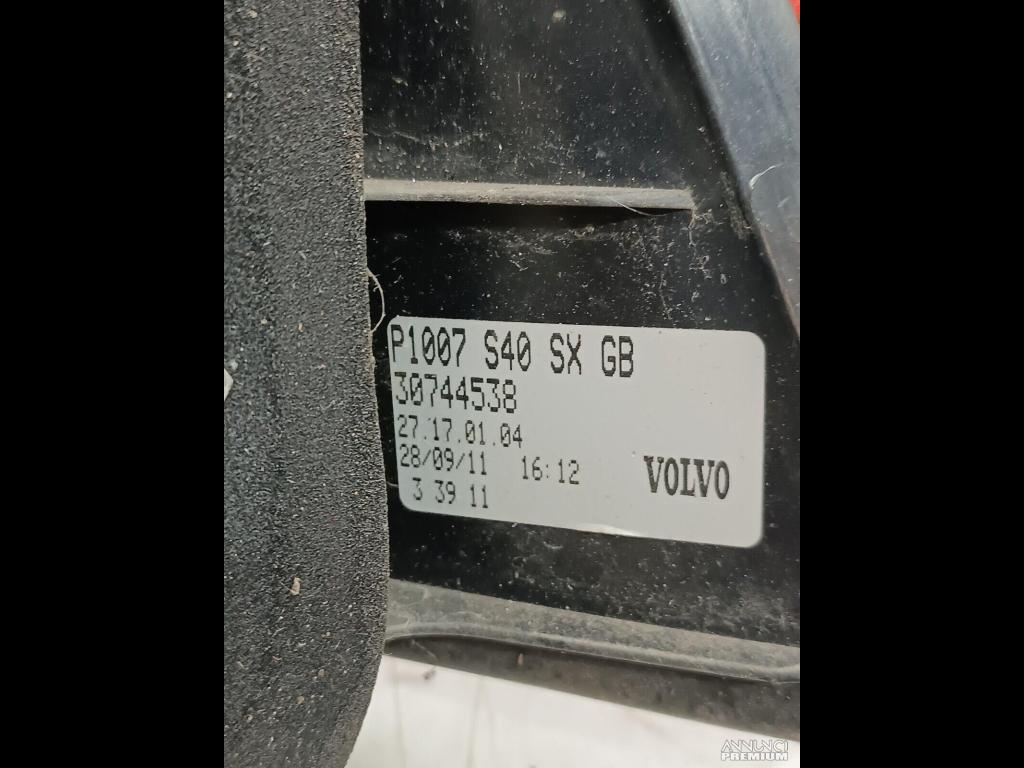 P1007 S40 SX GB
30744538
27.17.01.04
28/09/11 16:12
3 39 11
VOLVO
ANNUNCI
PREMIUM